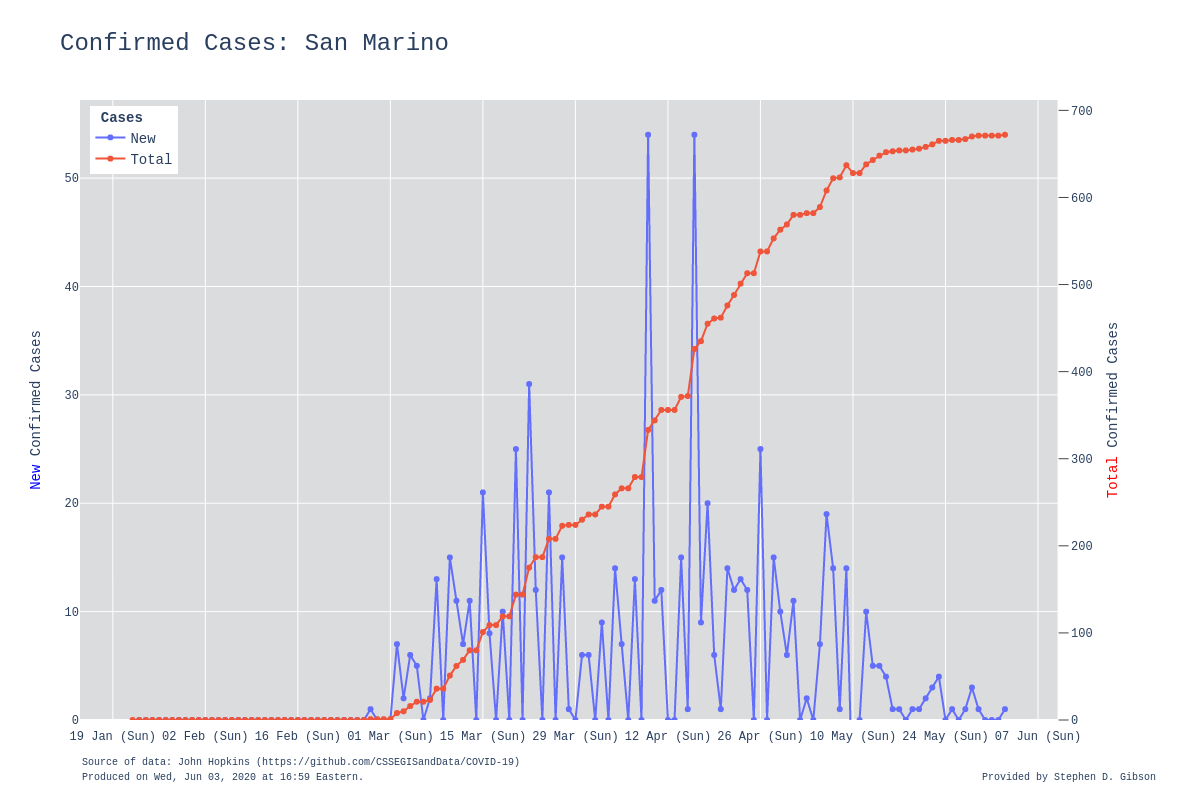 Confirmed Cases: San Marino
Cases
New
Total
700
600
500
400
300
200
100
0
50
40
30
20
10
0
New Confirmed Cases
Total Confirmed Cases
19 Jan (Sun) 02 Feb (Sun) 16 Feb (Sun) 01 Mar (Sun) 15 Mar (Sun) 29 Mar (Sun) 12 Apr (Sun) 26 Apr (Sun) 10 May (Sun) 24 May (Sun) 07 Jun (Sun)
Source of data: John Hopkins (https://github.com/CSSEGISandData/COVID-19)
Produced on Wed, Jun 03, 2020 at 16:59 Eastern.
Provided by Stephen D. Gibson